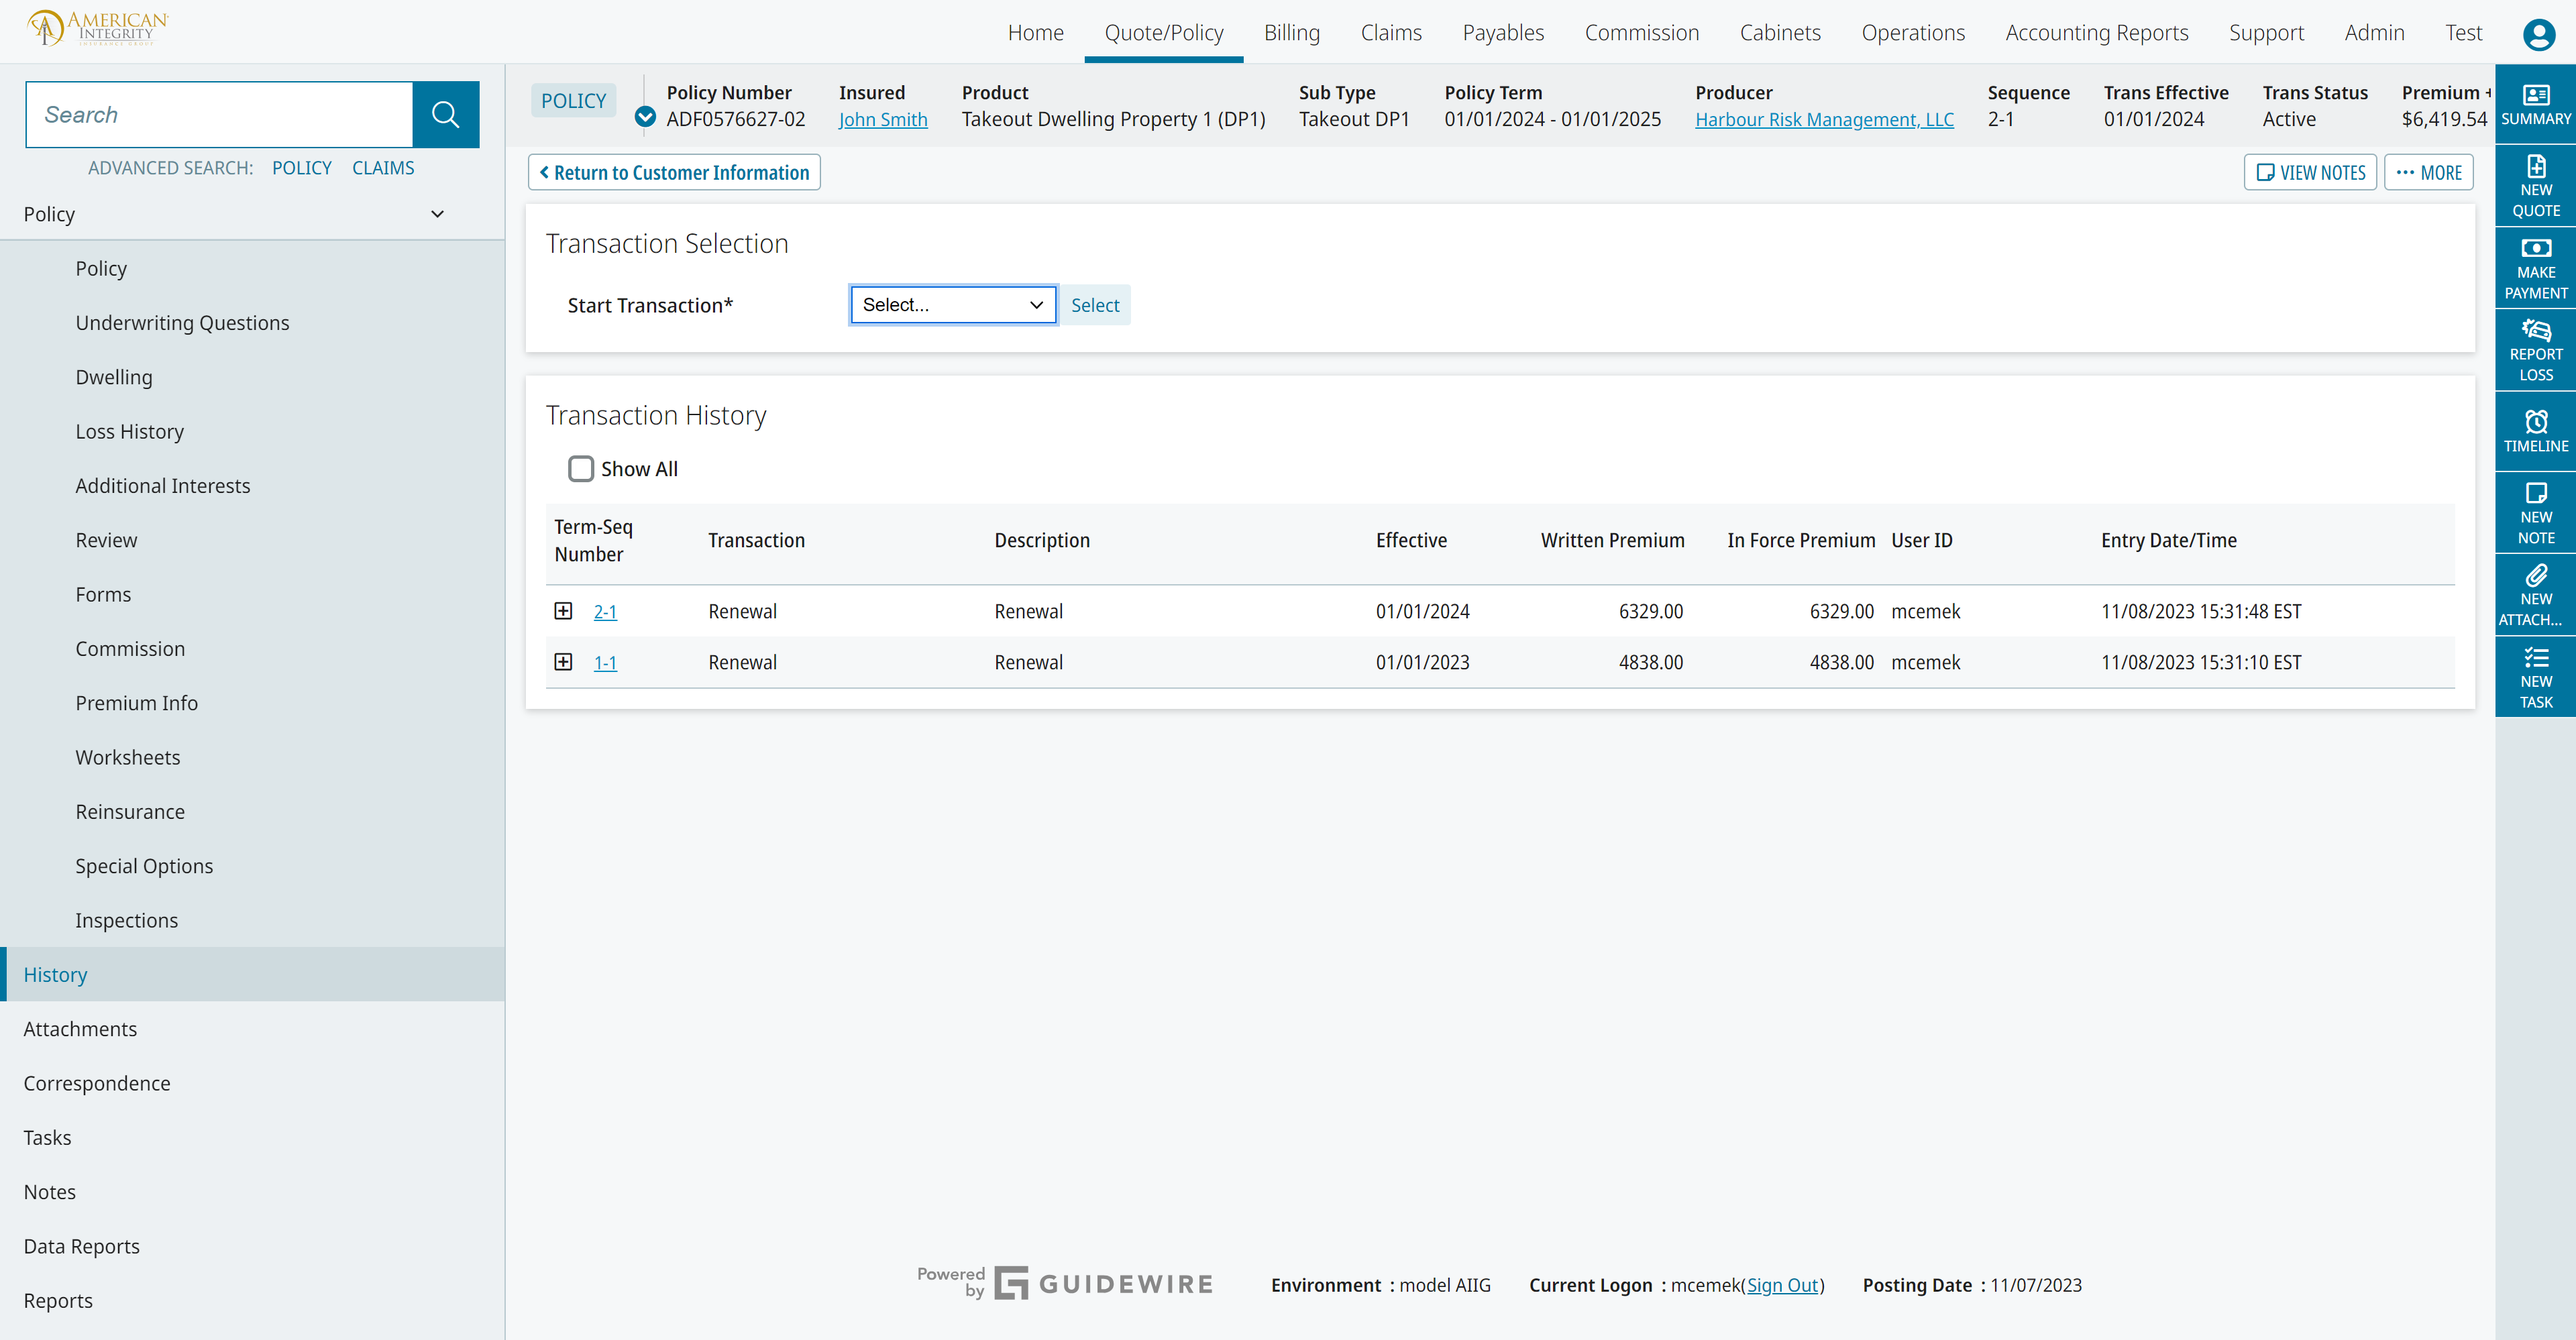 AMERICAN
INTEGRITY
INSURANCE GROUP
Home Quote/Policy Billing Claims Payables Commission Cabinets Operations Accounting Reports Support Admin Test
Search
ADVANCED SEARCH: POLICY CLAIMS
Policy
Policy
Underwriting Questions
Dwelling
Loss History
Additional Interests
Review
Forms
Commission
Premium Info
Worksheets
Reinsurance
Special Options
Inspections
History
Attachments
Correspondence
Tasks
Notes
Data Reports
Reports
POLICY
Policy Number Insured Product Sub Type Policy Term Producer Sequence Trans Effective Trans Status Premium +
ADF0576627-02 John Smith Takeout Dwelling Property 1 (DP1) Takeout DP1 01/01/2024 - 01/01/2025 Harbour Risk Management, LLC 2-1 01/01/2024 Active $6,419.54
Return to Customer Information
VIEW NOTES ... MORE
Transaction Selection
Start Transaction* Select... Select
Transaction History
Show All
Term-Seq Number Transaction Description Effective Written Premium In Force Premium User ID Entry Date/Time
2-1 Renewal Renewal 01/01/2024 6329.00 6329.00 mcemek 11/08/2023 15:31:48 EST
1-1 Renewal Renewal 01/01/2023 4838.00 4838.00 mcemek 11/08/2023 15:31:10 EST
SUMMARY
NEW
QUOTE
MAKE
PAYMENT
REPORT
LOSS
TIMELINE
NEW
NOTE
NEW
ATTACH...
NEW
TASK
Powered by GUIDEWIRE
Environment : model AIIG Current Logon : mcemek(Sign Out) Posting Date : 11/07/2023